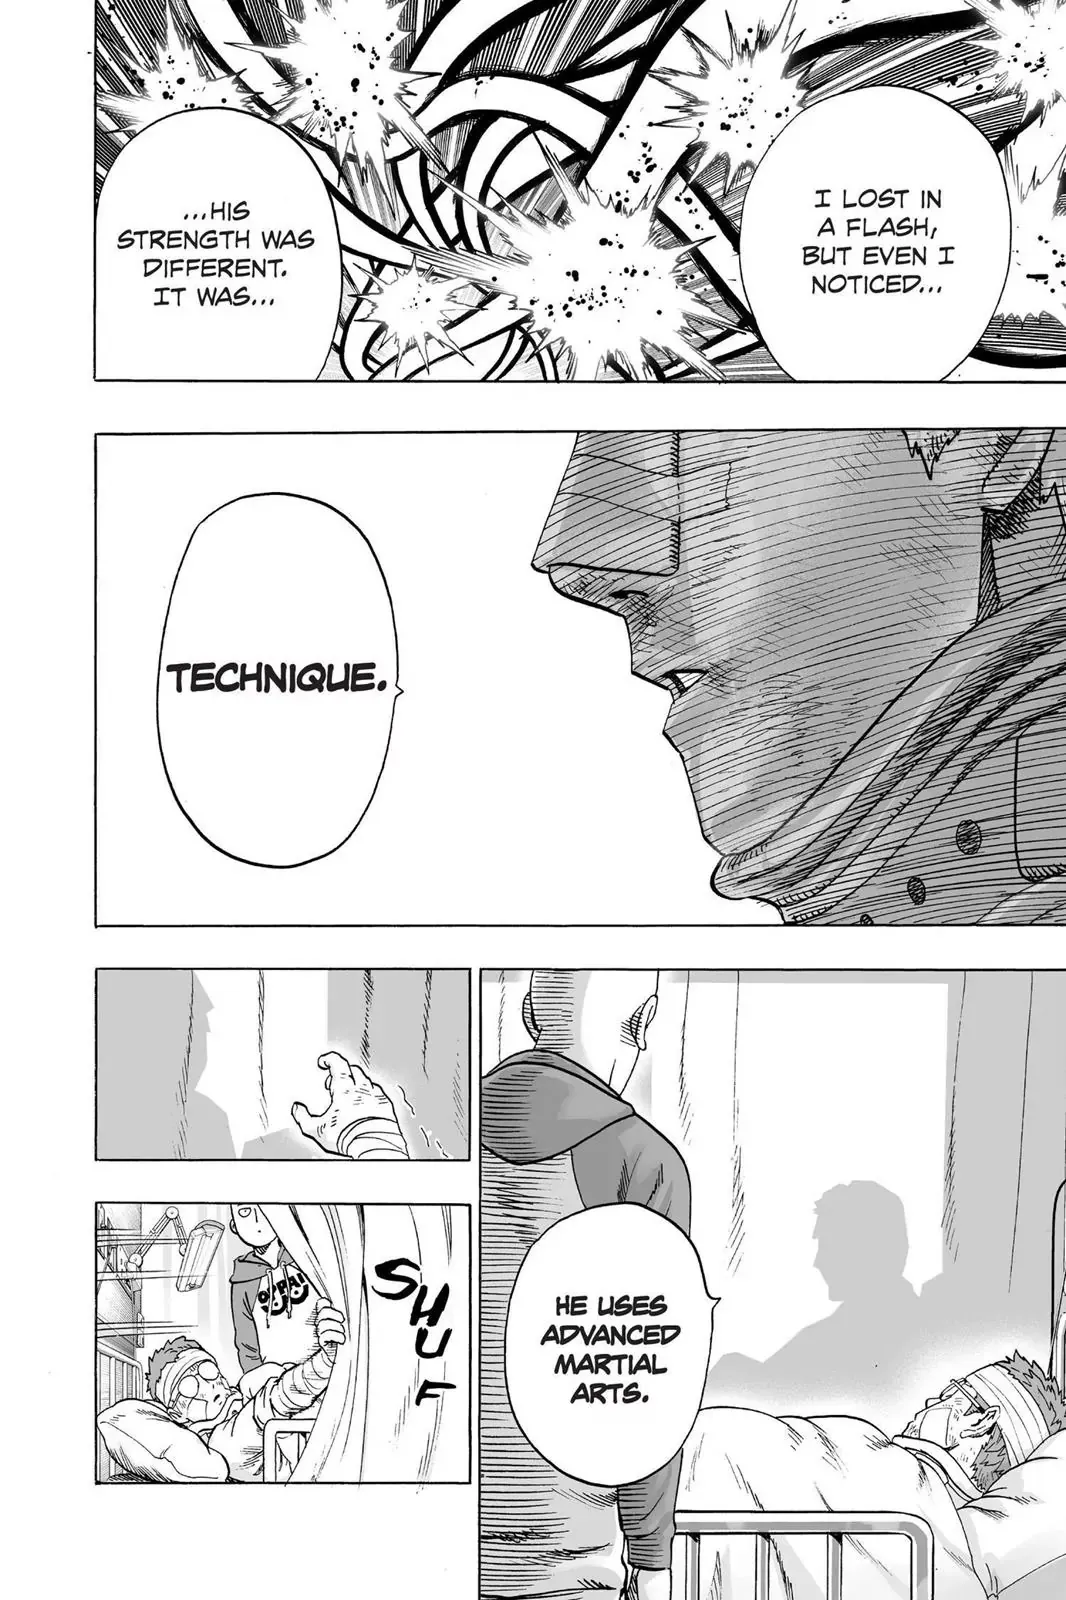 I LOST IN
A FLASH,
BUT EVEN I
NOTICED...
...HIS
STRENGTH WAS
DIFFERENT.
IT WAS...
TECHNIQUE.
HE USES
ADVANCED
MARTIAL
ARTS.
SHUF